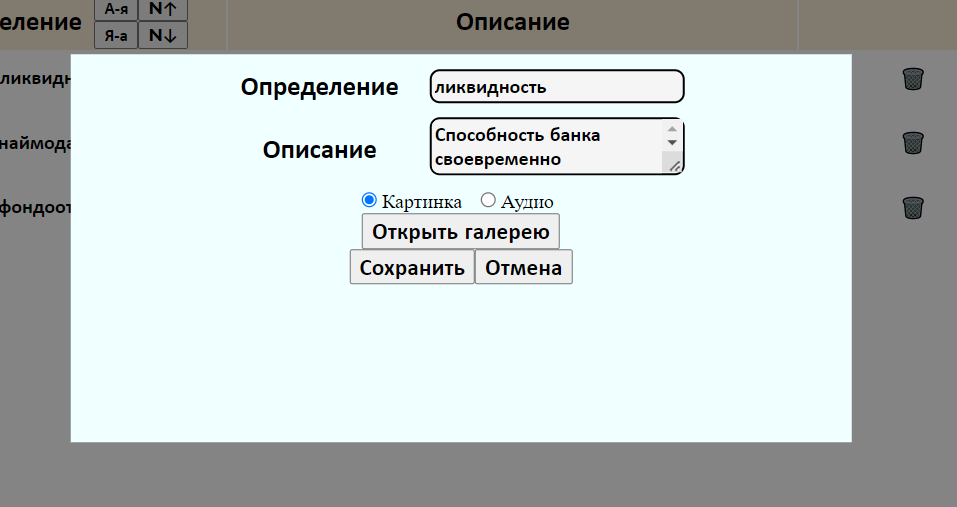 еление
А-я
N↑
Я-а
N↓
Описание
ликвидн
наймода
фондоот
Определение
ликвидность
Описание
Способность банка
своевременно
Картинка
Аудио
Открыть галерею
Сохранить
Отмена